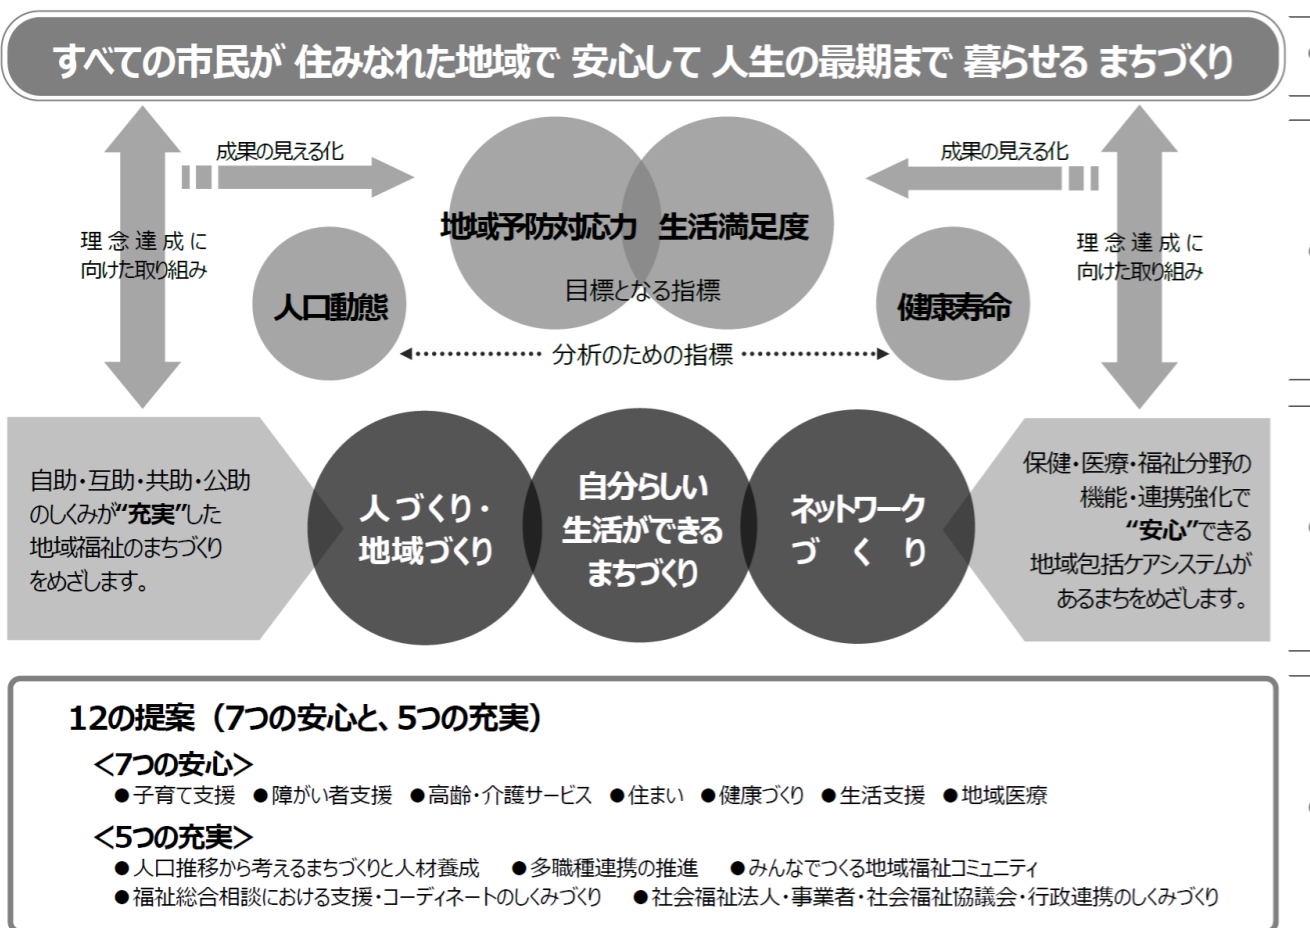 すべての市民が 住みなれた地域で 安心して 人生の最期まで 暮らせる まちづくり
成果の見える化
成果の見える化
理念達成に
向けた取り組み
地域予防対応力
生活満足度
理念達成に
向けた取り組み
人口動態
目標となる指標
健康寿命
分析のための指標
自助・互助・共助・公助
のしくみが“充実”した
地域福祉のまちづくり
をめざします。
人づくり・
地域づくり
自分らしい
生活ができる
まちづくり
ネットワーク
づくり
保健・医療・福祉分野の
機能・連携強化で
“安心”できる
地域包括ケアシステムが
あるまちをめざします。
12の提案（7つの安心と、5つの充実）
＜7つの安心＞
●子育て支援 ●障がい者支援 ●高齢・介護サービス ●住まい ●健康づくり ●生活支援 ●地域医療
＜5つの充実＞
●人口推移から考えるまちづくりと人材養成 ●多職種連携の推進 ●みんなでつくる地域福祉コミュニティ
●福祉総合相談における支援・コーディネートのしくみづくり ●社会福祉法人・事業者・社会福祉協議会・行政連携のしくみづくり